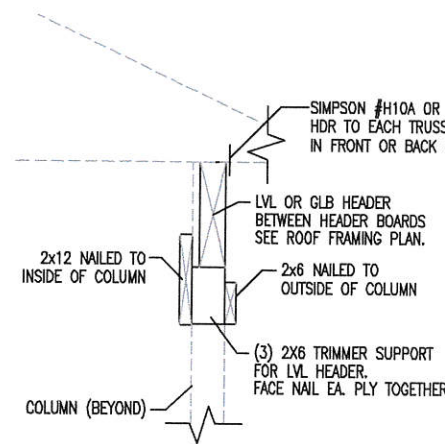 SIMPSON #H10A OR
HDR TO EACH TRUSS
IN FRONT OR BACK
LVL OR GLB HEADER
BETWEEN HEADER BOARDS
SEE ROOF FRAMING PLAN.
2x12 NAILED TO
INSIDE OF COLUMN
2x6 NAILED TO
OUTSIDE OF COLUMN
(3) 2X6 TRIMMER SUPPORT
FOR LVL HEADER.
FACE NAIL EA. PLY TOGETHER
COLUMN (BEYOND)